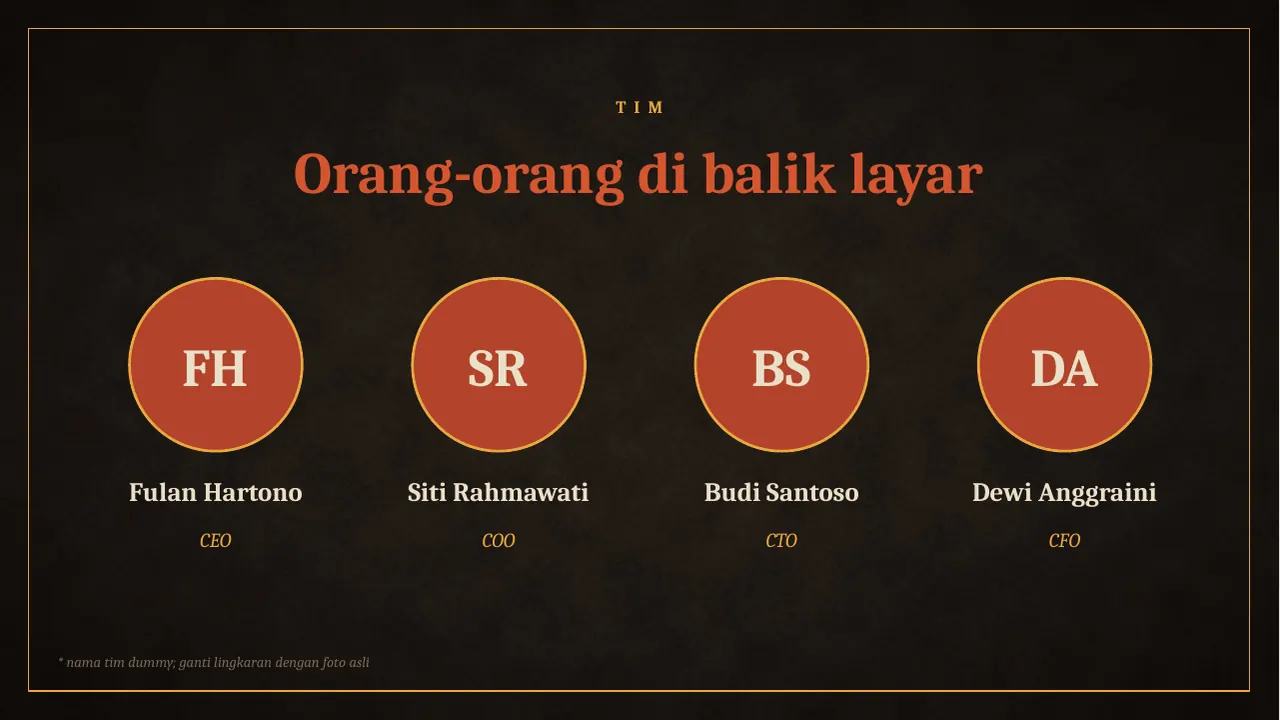 TIM
Orang-orang di balik layar
FH
SR
BS
DA
Fulan Hartono
Siti Rahmawati
Budi Santoso
Dewi Anggraini
CEO
COO
CTO
CFO
* nama tim dummy; ganti lingkaran dengan foto asli